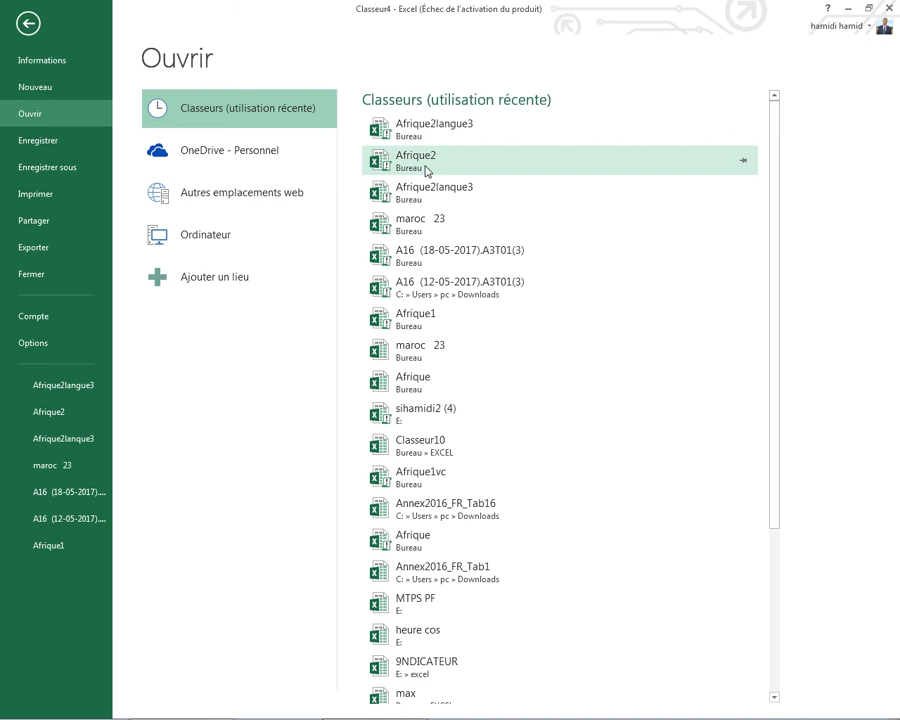 Classeur4 - Excel (Échec de l'activation du produit)
?
hamidi hamid
Informations
Nouveau
Ouvrir
Enregistrer
Enregistrer sous
Imprimer
Partager
Exporter
Fermer
Compte
Options
Afrique2langue3
Afrique2
Afrique2lanque3
maroc 23
A16 (18-05-2017)....
A16 (12-05-2017)....
Afrique1
Ouvrir
Classeurs (utilisation récente)
OneDrive - Personnel
Autres emplacements web
Ordinateur
Ajouter un lieu
Classeurs (utilisation récente)
Afrique2langue3
Bureau
Afrique2
Bureau
Afrique2lanque3
Bureau
maroc 23
Bureau
A16 (18-05-2017).A3T01(3)
Bureau
A16 (12-05-2017).A3T01(3)
C: » Users » pc » Downloads
Afrique1
Bureau
maroc 23
Bureau
Afrique
Bureau
sihamidi2 (4)
E:
Classeur10
Bureau » EXCEL
Afrique1vc
Bureau
Annex2016_FR_Tab16
C: » Users » pc » Downloads
Afrique
Bureau
Annex2016_FR_Tab1
C: » Users » pc » Downloads
MTPS PF
E:
heure cos
E:
9NDICATEUR
E: » excel
max
Bureau » EXCEL